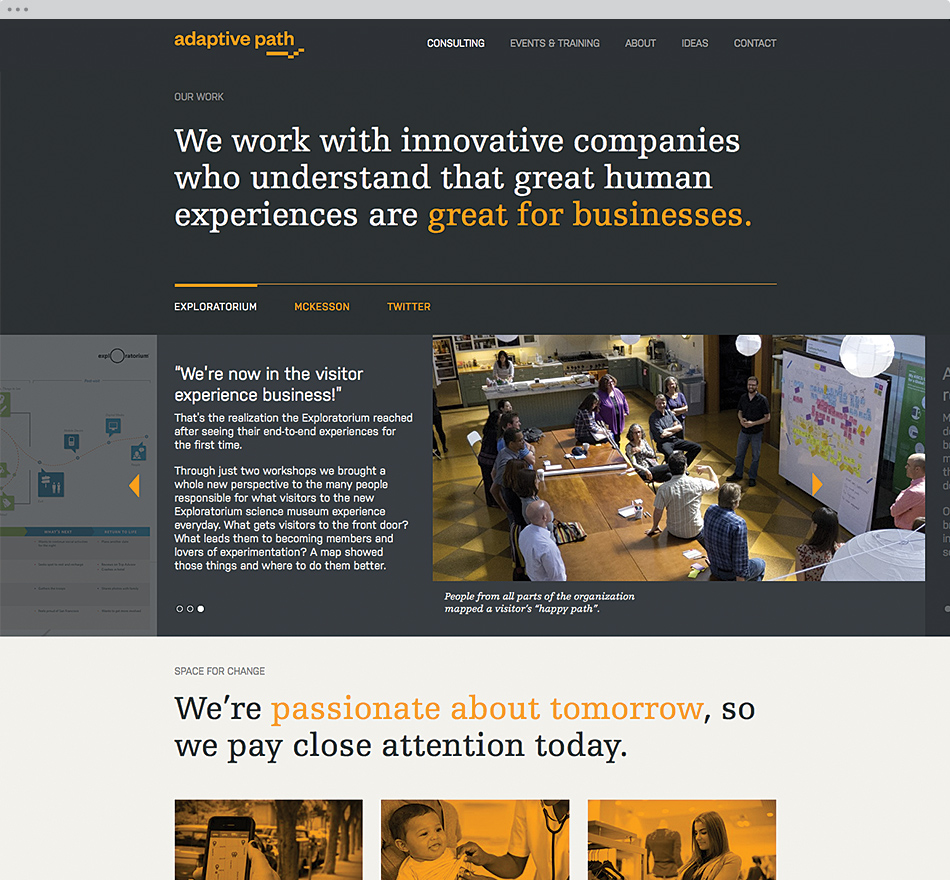 adaptive path
CONSULTING
EVENTS & TRAINING
ABOUT
IDEAS
CONTACT
OUR WORK
We work with innovative companies
who understand that great human
experiences are great for businesses.
EXPLORATORIUM
MCKESSON
TWITTER
exploratorium
WHAT'S NEXT
RETURN TO LIFE
"We're now in the visitor
experience business!"
That's the realization the Exploratorium reached
after seeing their end-to-end experiences for
the first time.
Through just two workshops we brought a
whole new perspective to the many people
responsible for what visitors to the new
Exploratorium science museum experience
everyday. What gets visitors to the front door?
What leads them to becoming members and
lovers of experimentation? A map showed
those things and where to do them better.
People from all parts of the organization
mapped a visitor's "happy path".
SPACE FOR CHANGE
We're passionate about tomorrow, so
we pay close attention today.